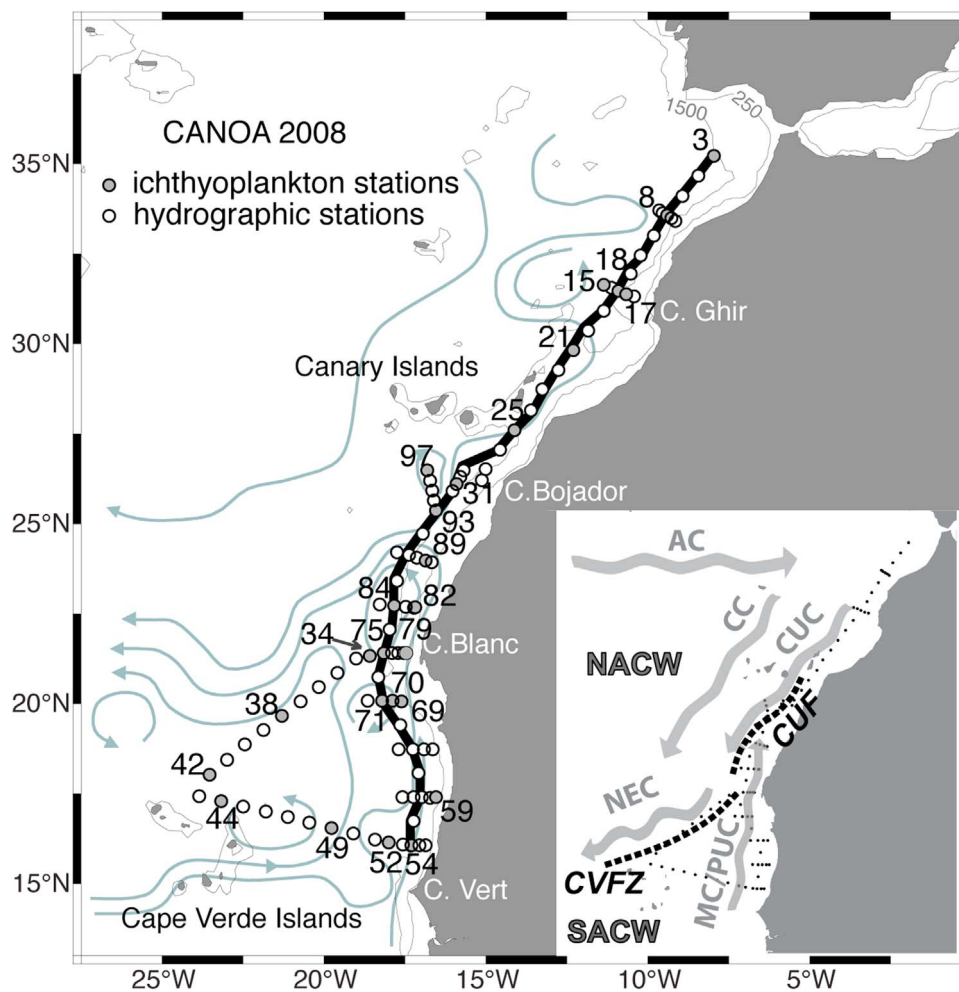 CANOA 2008
ichthyoplankton stations
hydrographic stations
1500
250
3
35°N
8
18
15
17
C. Ghir
30°N
21
Canary Islands
25
97
31
C.Bojador
25°N
93
89
84
82
34
75
79
C.Blanc
20°N
38
70
71
69
42
44
59
49
52
54
15°N
C. Vert
Cape Verde Islands
AC
CC
CUC
NACW
CUF
NEC
MC/PUC
CVFZ
SACW
25°W
20°W
15°W
10°W
5°W